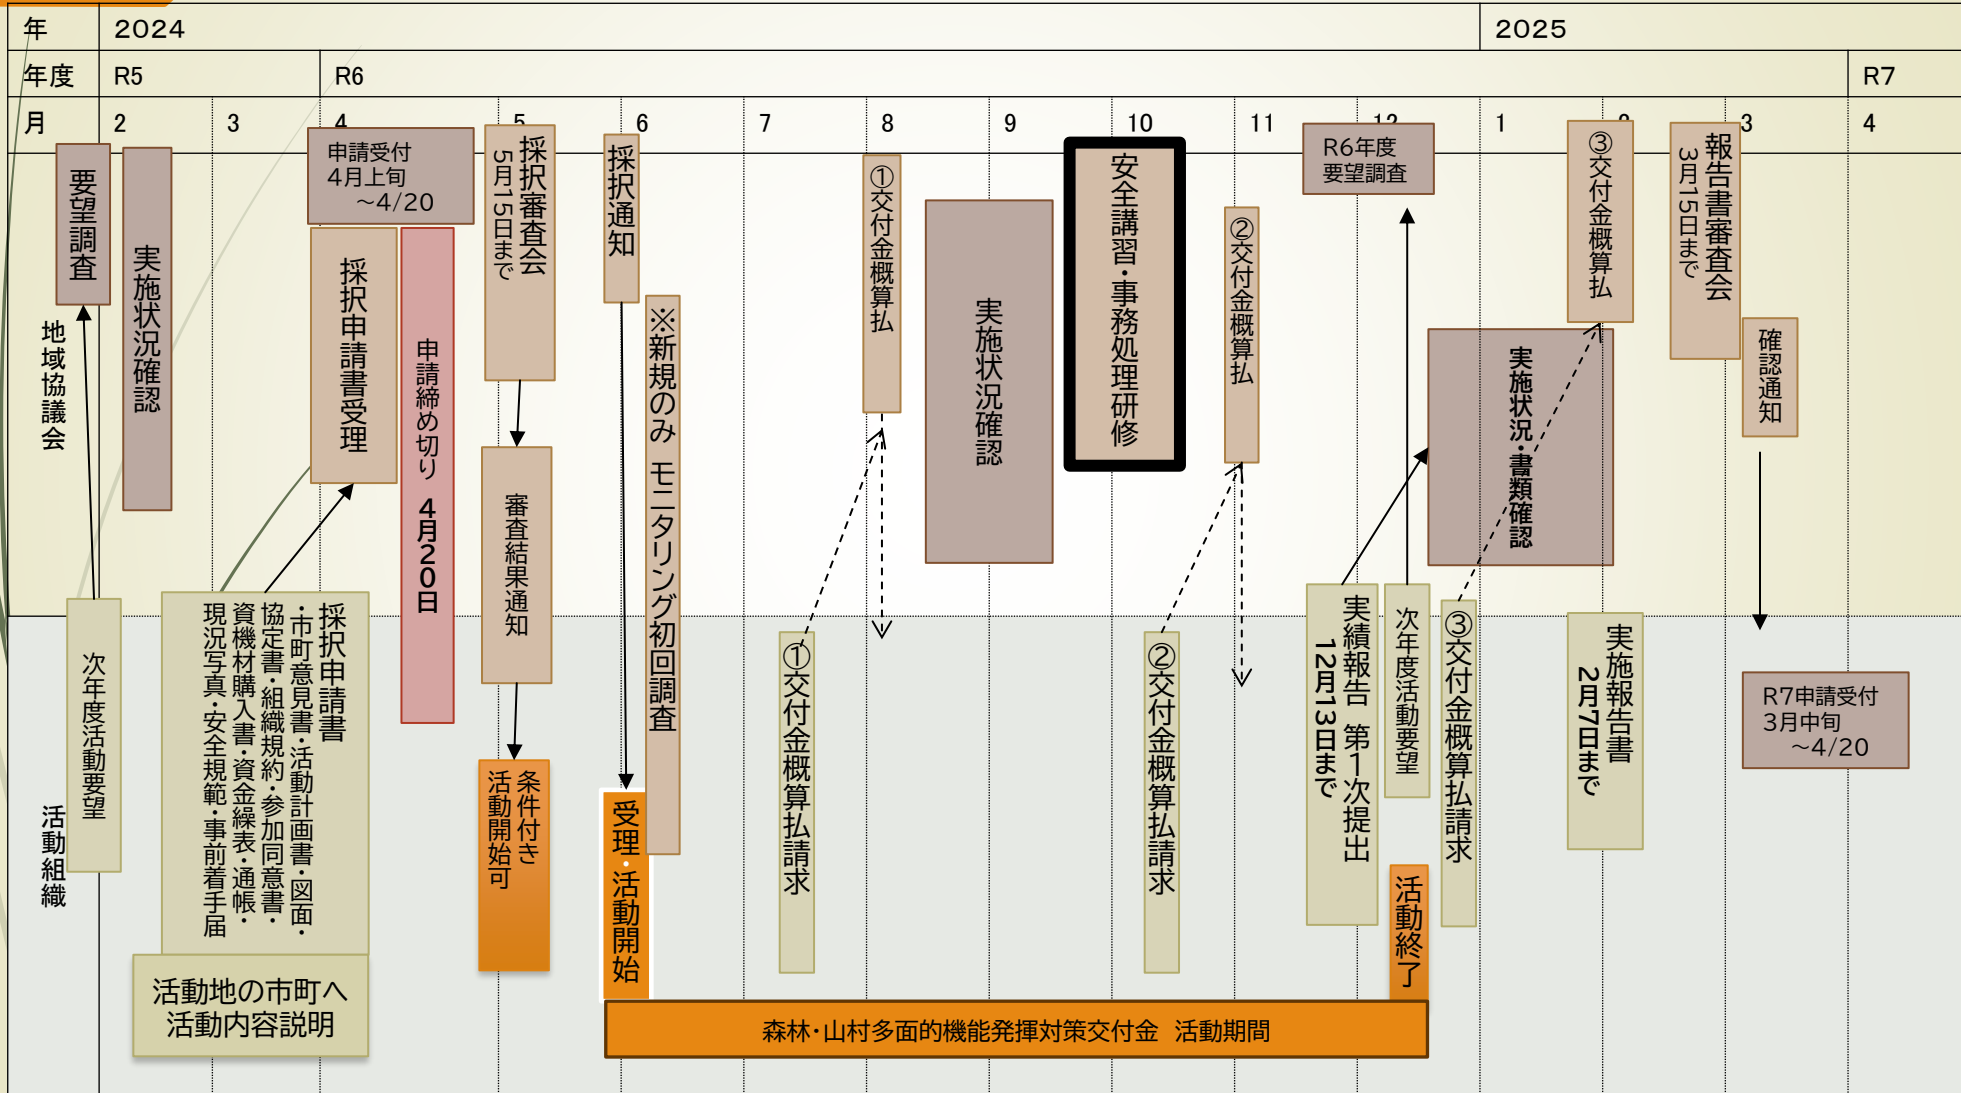 年
2024
2025
年度
R5
R6
R7
月
2
3
4
5
6
7
8
9
10
11
12
1
2
3
4
地域協議会
要望調査
実施状況確認
申請受付
4月上旬
～4/20
採択申請書受理
申請締め切り 4月20日
採択審査会
5月15日まで
審査結果通知
採択通知
※新規のみ モニタリング初回調査
①交付金概算払
実施状況確認
安全講習・事務処理研修
②交付金概算払
R6年度
要望調査
実施状況・書類確認
③交付金概算払
報告書審査会
3月15日まで
確認通知
活動組織
次年度活動要望
採択申請書
・市町意見書・活動計画書・図面・
協定書・組織規約・参加同意書・
資機材購入書・資金繰表・通帳・
現況写真・安全規範・事前着手届
活動地の市町へ
活動内容説明
条件付き
活動開始可
受理・活動開始
①交付金概算払請求
②交付金概算払請求
実績報告 第1次提出
12月13日まで
次年度活動要望
活動終了
③交付金概算払請求
実施報告書
2月7日まで
R7申請受付
3月中旬
～4/20
森林・山村多面的機能発揮対策交付金 活動期間